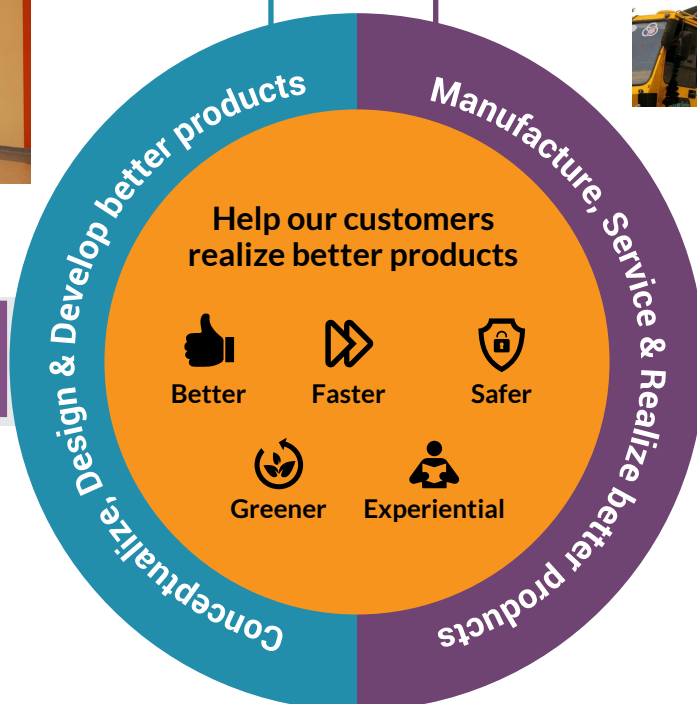 Conceptualize, Design & Develop better products
Manufacture, Service & Realize better products
Help our customers
realize better products
Better
Faster
Safer
Greener
Experiential